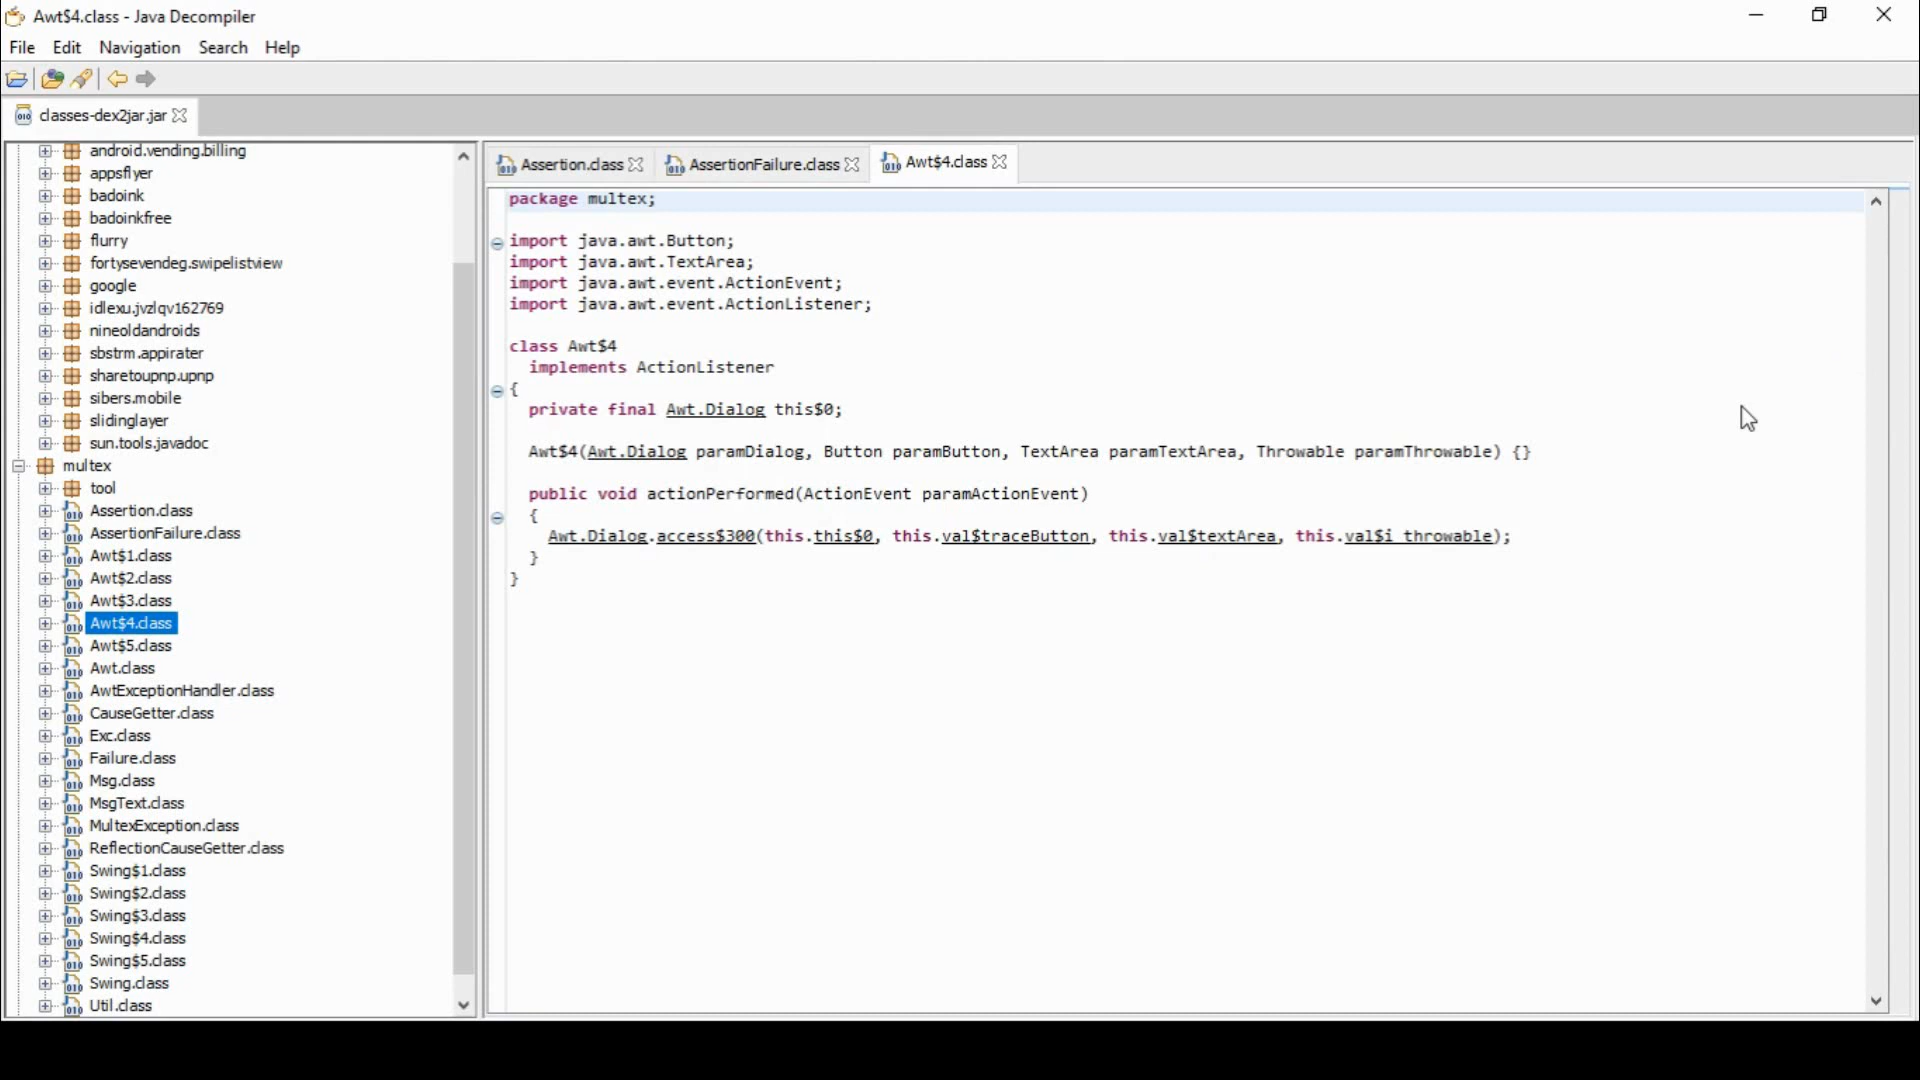 Awt$4.class - Java Decompiler
File Edit Navigation Search Help
classes-dex2jar.jar
android.vending.billing
appsflyer
badoink
badoinkfree
flurry
fortysevendeg.swipelistview
google
idlexu.jvzlqv162769
nineoldandroids
sbstrm.appirater
sharetoupnp.upnp
sibers.mobile
slidinglayer
sun.tools.javadoc
multex
tool
Assertion.class
AssertionFailure.class
Awt$1.class
Awt$2.class
Awt$3.class
Awt$4.class
Awt$5.class
Awt.class
AwtExceptionHandler.class
CauseGetter.class
Exc.class
Failure.class
Msg.class
MsgText.class
MultexException.class
ReflectionCauseGetter.class
Swing$1.class
Swing$2.class
Swing$3.class
Swing$4.class
Swing$5.class
Swing.class
Util.class
Assertion.class AssertionFailure.class Awt$4.class
package multex;
import java.awt.Button;
import java.awt.TextArea;
import java.awt.event.ActionEvent;
import java.awt.event.ActionListener;
class Awt$4
implements ActionListener
{
private final Awt.Dialog this$0;
Awt$4(Awt.Dialog paramDialog, Button paramButton, TextArea paramTextArea, Throwable paramThrowable) {}
public void actionPerformed(ActionEvent paramActionEvent)
{
Awt.Dialog.access$300(this.this$0, this.val$traceButton, this.val$textArea, this.val$i_throwable);
}
}